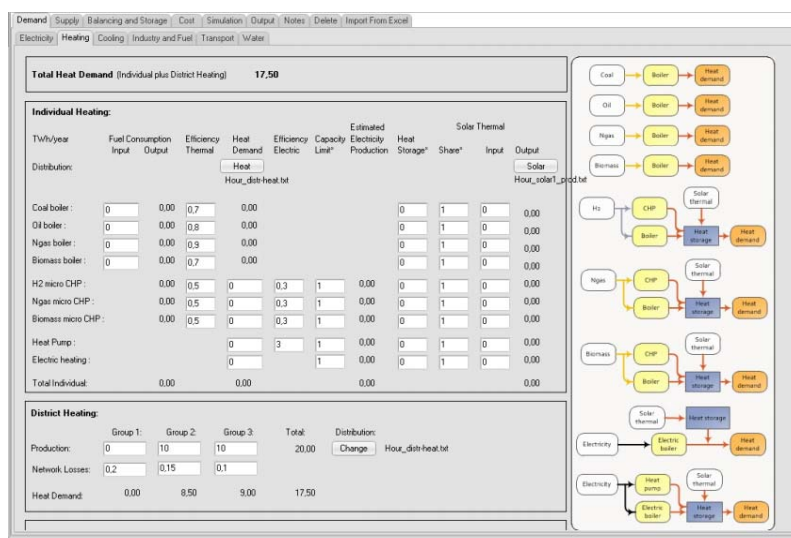 Demand Supply Balancing and Storage Cost Simulation Output Notes Delete Import From Excel
Electricity Heating Cooling Industry and Fuel Transport Water
Total Heat Demand (Individual plus District Heating) 17,50
Individual Heating:
Estimated
Solar Thermal
TWh/year Fuel Consumption Efficiency Heat Efficiency Capacity Electricity Heat
Input Output Thermal Demand Electric Limit* Production Storage* Share* Input Output
Distribution: Heat Solar
Hour_distr-heat.txt Hour_solar1_prod.txt
Coal boiler : 0 0,00 0,7 0,00 0 1 0 0,00
Oil boiler : 0 0,00 0,8 0,00 0 1 0 0,00
Ngas boiler : 0 0,00 0,9 0,00 0 1 0 0,00
Biomass boiler : 0 0,00 0,7 0,00 0 1 0 0,00
H2 micro CHP : 0,00 0,5 0 0,3 1 0,00 0 1 0 0,00
Ngas micro CHP : 0,00 0,5 0 0,3 1 0,00 0 1 0 0,00
Biomass micro CHP : 0,00 0,5 0 0,3 1 0,00 0 1 0 0,00
Heat Pump : 0 3 1 0,00 0 1 0 0,00
Electric heating : 0 1 0,00 0 1 0 0,00
Total Individual: 0,00 0,00 0,00 0,00
District Heating:
Group 1: Group 2: Group 3: Total: Distribution:
Production: 0 10 10 20,00 Change Hour_distr-heat.txt
Network Losses: 0,2 0,15 0,1
Heat Demand: 0,00 8,50 9,00 17,50
Coal Boiler Heat demand
Oil Boiler Heat demand
Ngas Boiler Heat demand
Biomass Boiler Heat demand
Solar thermal
H2 CHP
Boiler Heat storage Heat demand
Solar thermal
Ngas CHP
Boiler Heat storage Heat demand
Solar thermal
Biomass CHP
Boiler Heat storage Heat demand
Solar thermal Heat storage
Electricity Electric boiler Heat demand
Electricity Heat pump Solar thermal
Electric boiler Heat storage Heat demand